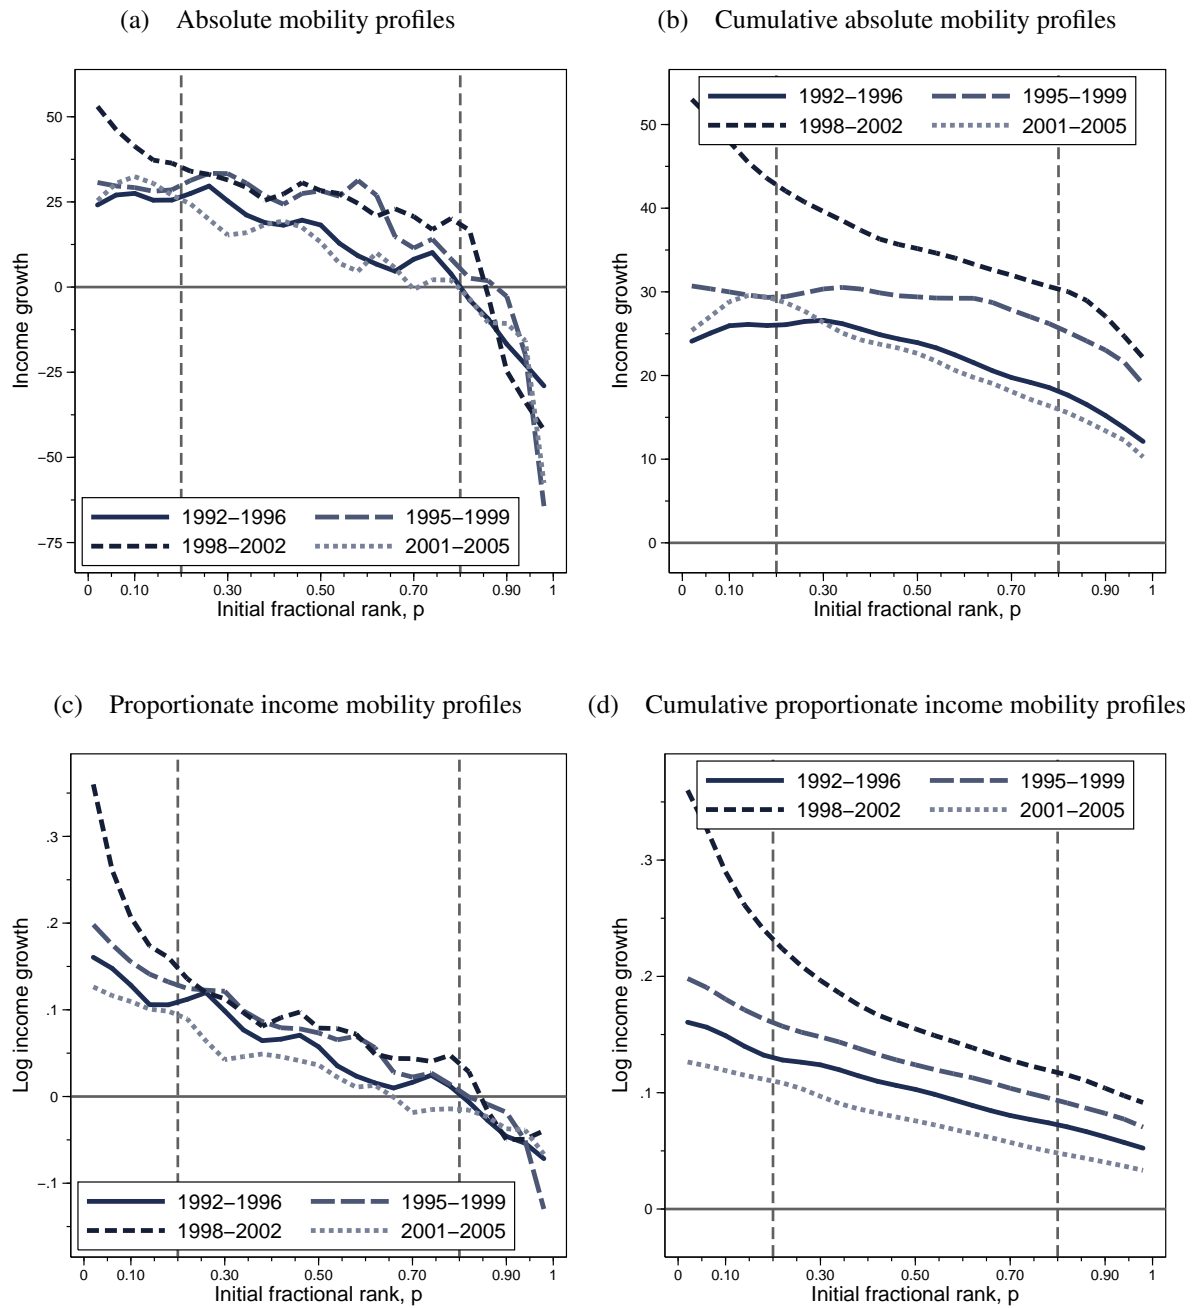 (a) Absolute mobility profiles
50
25
0
−25
−50
−75
Income growth
1992−1996
1995−1999
1998−2002
2001−2005
0 0.10 0.30 0.50 0.70 0.90 1
Initial fractional rank, p
(b) Cumulative absolute mobility profiles
1992−1996
1995−1999
1998−2002
2001−2005
50
40
30
20
10
0
Income growth
0 0.10 0.30 0.50 0.70 0.90 1
Initial fractional rank, p
(c) Proportionate income mobility profiles
.3
.2
.1
0
−.1
Log income growth
1992−1996
1995−1999
1998−2002
2001−2005
0 0.10 0.30 0.50 0.70 0.90 1
Initial fractional rank, p
(d) Cumulative proportionate income mobility profiles
1992−1996
1995−1999
1998−2002
2001−2005
.3
.2
.1
0
Log income growth
0 0.10 0.30 0.50 0.70 0.90 1
Initial fractional rank, p